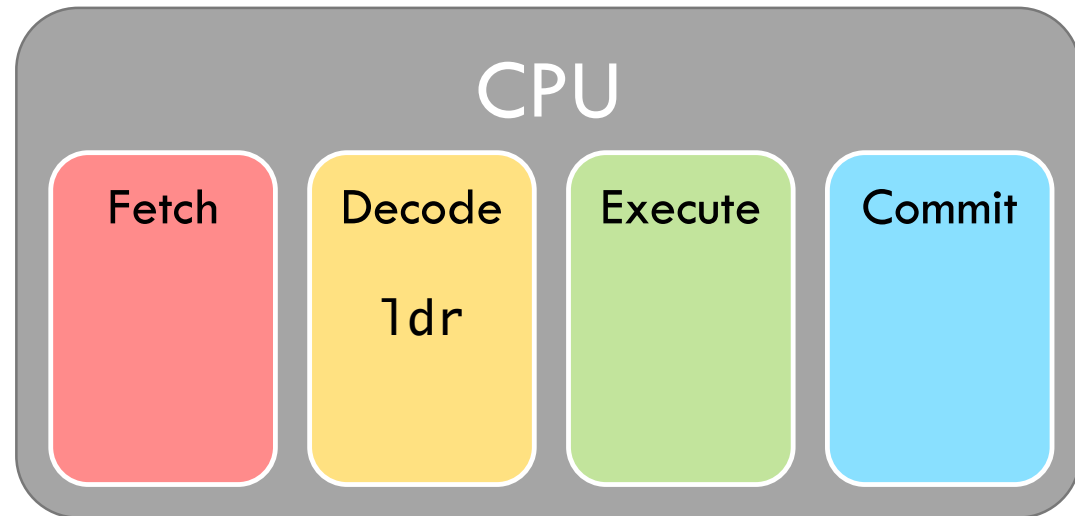 CPU
Fetch
Decode
Execute
Commit
ldr